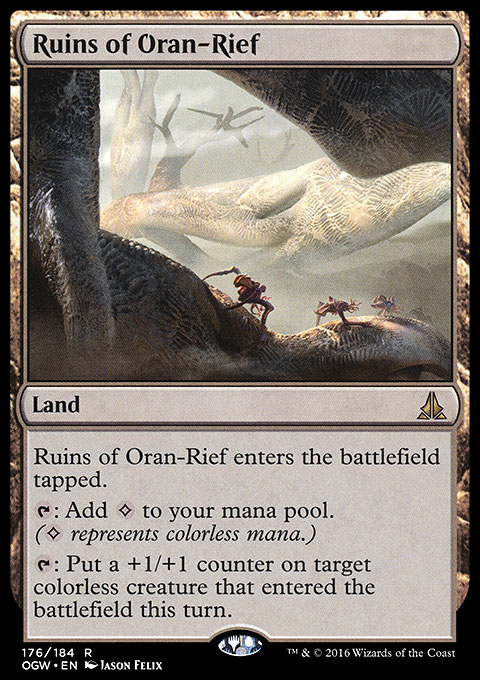 Ruins of Oran-Rief
Land
Ruins of Oran-Rief enters the battlefield
tapped.
: Add ◇ to your mana pool.
(◇ represents colorless mana.)
: Put a +1/+1 counter on target
colorless creature that entered the
battlefield this turn.
176/184 R
OGW • EN Jason Felix
™ & © 2016 Wizards of the Coast